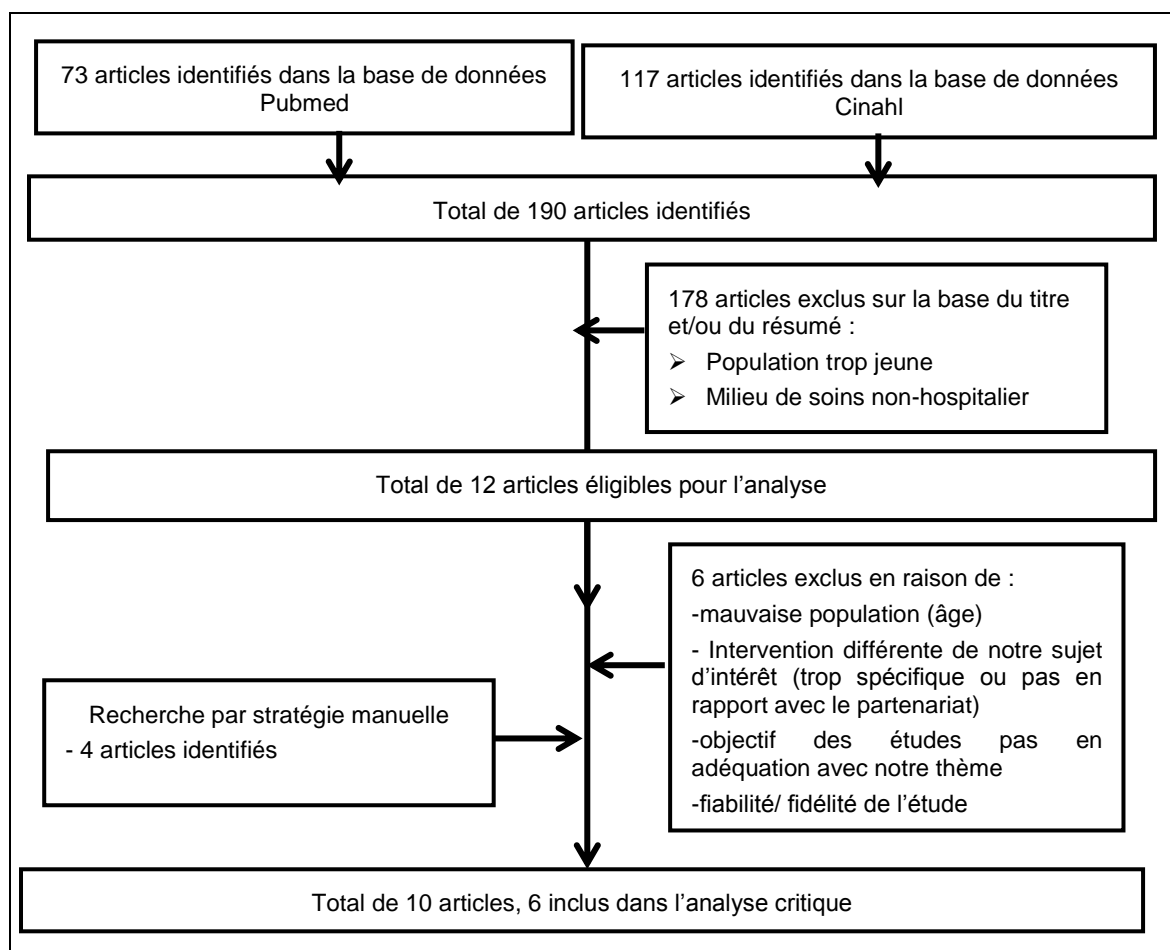 73 articles identifiés dans la base de données
Pubmed
117 articles identifiés dans la base de données
Cinahl
Total de 190 articles identifiés
178 articles exclus sur la base du titre
et/ou du résumé :
➢ Population trop jeune
➢ Milieu de soins non-hospitalier
Total de 12 articles éligibles pour l’analyse
6 articles exclus en raison de :
-mauvaise population (âge)
- Intervention différente de notre sujet
d’intérêt (trop spécifique ou pas en
rapport avec le partenariat)
-objectif des études pas en
adéquation avec notre thème
-fiabilité/ fidélité de l’étude
Recherche par stratégie manuelle
- 4 articles identifiés
Total de 10 articles, 6 inclus dans l’analyse critique